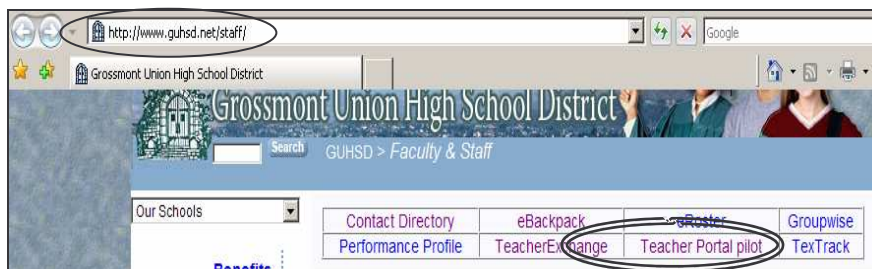 http://www.guhsd.net/staff/
Google
Grossmont Union High School District
Grossmont Union High School District
Search
GUHSD > Faculty & Staff
Our Schools
Contact Directory eBackpack eRoster Groupwise
Performance Profile TeacherExchange Teacher Portal pilot TexTrack
Benefits